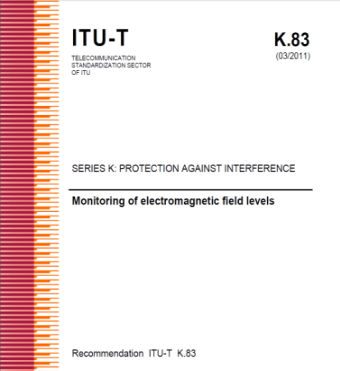 ITU-T
K.83
TELECOMMUNICATION
(03/2011)
STANDARDIZATION SECTOR
OF ITU
SERIES K: PROTECTION AGAINST INTERFERENCE
Monitoring of electromagnetic field levels
Recommendation ITU-T K.83